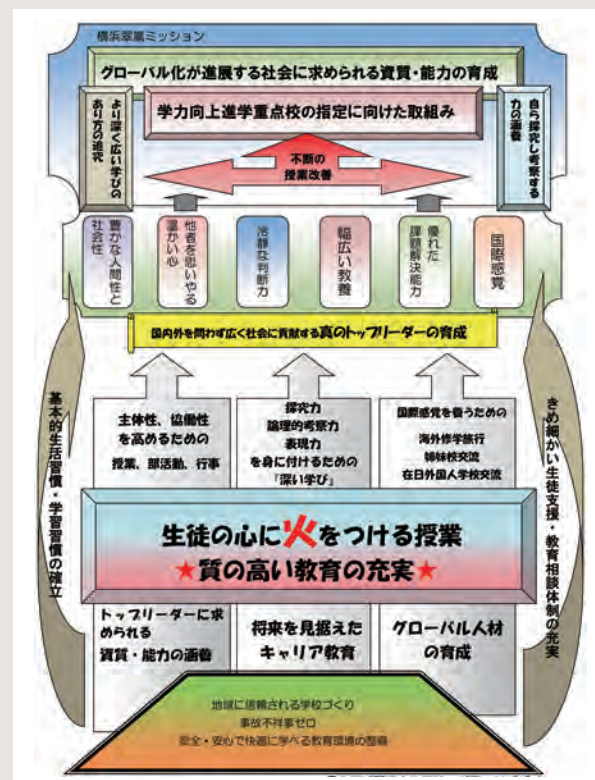 横浜翠嵐ミッション
グローバル化が進展する社会に求められる資質・能力の育成
学力向上進学重点校の指定に向けた取組み
より深く広い学びの
あり方の追究
自ら探究し考察する
力の涵養
不断の
授業改善
豊かな人間性と
社会性
他者を思いやる
温かい心
冷静な判断力
幅広い教養
優れた
課題解決能力
国際感覚
国内外を問わず広く社会に貢献する真のトップリーダーの育成
基本的生活習慣・学習習慣の確立
主体性、協働性
を高めるための
授業、部活動、行事
探究力
論理的考察力
表現力
を身に付けるための
「深い学び」
国際感覚を養うための
海外修学旅行
姉妹校交流
在日外国人学校交流
きめ細かい生徒支援・教育相談体制の充実
生徒の心に火をつける授業
★質の高い教育の充実★
トップリーダーに求
められる
資質・能力の涵養
将来を見据えた
キャリア教育
グローバル人材
の育成
地域に信頼される学校づくり
事故不祥事ゼロ
安全・安心で快適に学べる教育環境の整備